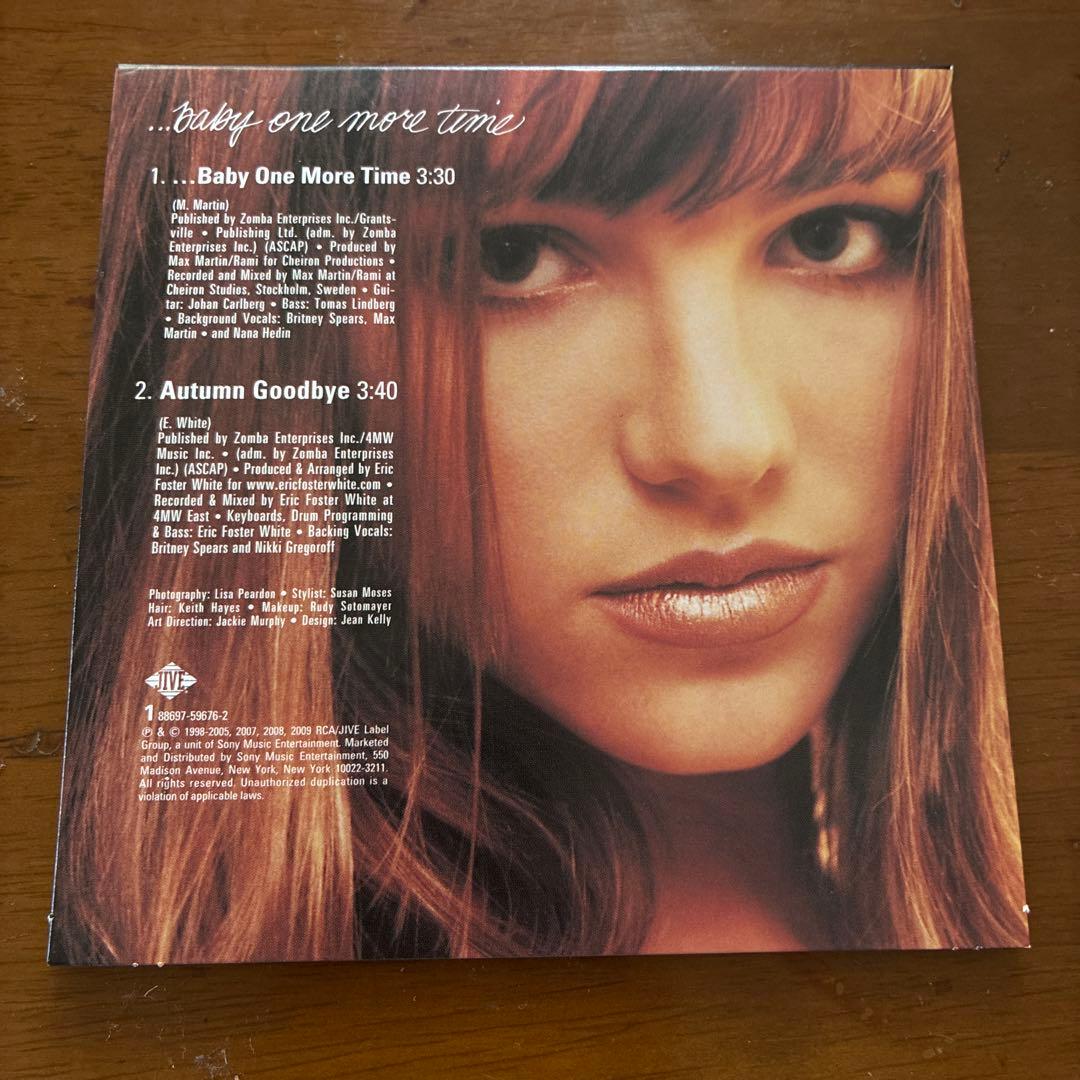 ...baby one more time
1. ...Baby One More Time 3:30
(M. Martin)
Published by Zomba Enterprises Inc./Grants-
ville • Publishing Ltd. (adm. by Zomba
Enterprises Inc.) (ASCAP) • Produced by
Max Martin/Rami for Cheiron Productions •
Recorded and Mixed by Max Martin/Rami at
Cheiron Studios, Stockholm, Sweden • Gui-
tar: Johan Carlberg • Bass: Tomas Lindberg
• Background Vocals: Britney Spears, Max
Martin • and Nana Hedin
2. Autumn Goodbye 3:40
(E. White)
Published by Zomba Enterprises Inc./4MW
Music Inc. • (adm. by Zomba Enterprises
Inc.) (ASCAP) • Produced & Arranged by Eric
Foster White for www.ericfosterwhite.com •
Recorded & Mixed by Eric Foster White at
4MW East • Keyboards, Drum Programming
& Bass: Eric Foster White • Backing Vocals:
Britney Spears and Nikki Gregoroff
Photography: Lisa Peardon • Stylist: Susan Moses
Hair: Keith Hayes • Makeup: Rudy Sotomayer
Art Direction: Jackie Murphy • Design: Jean Kelly
JIVE
1 88697-59676-2
℗ & © 1998-2005, 2007, 2008, 2009 RCA/JIVE Label
Group, a unit of Sony Music Entertainment. Marketed
and Distributed by Sony Music Entertainment, 550
Madison Avenue, New York, New York 10022-3211.
All rights reserved. Unauthorized duplication is a
violation of applicable laws.